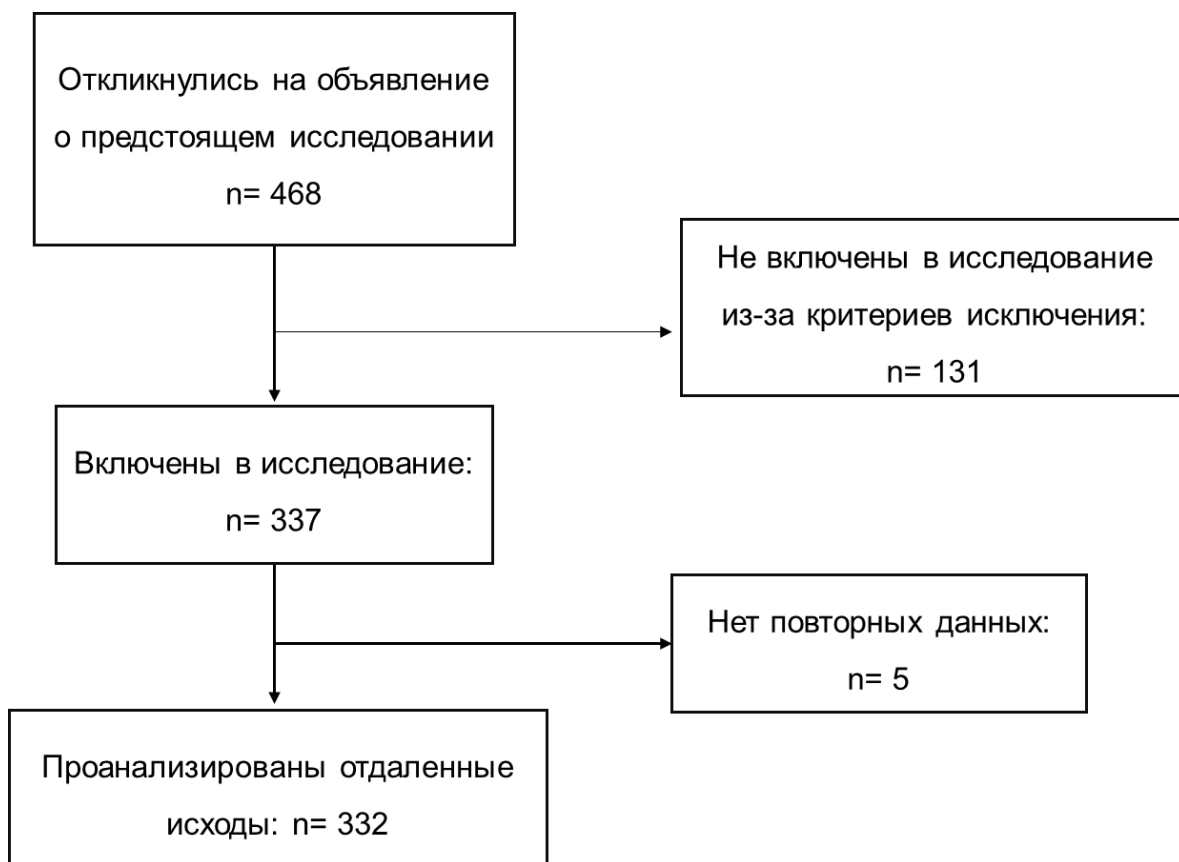 Откликнулись на объявление
о предстоящем исследовании
n= 468
Не включены в исследование
из-за критериев исключения:
n= 131
Включены в исследование:
n= 337
Нет повторных данных:
n= 5
Проанализированы отдаленные
исходы: n= 332